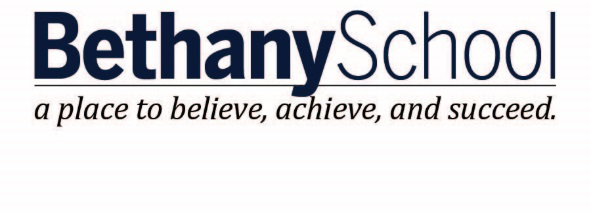 BethanySchool
a place to believe, achieve, and succeed.